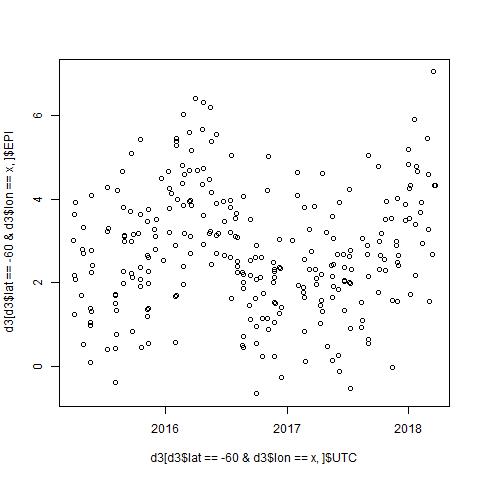 d3[d3$lat == -60 & d3$lon == x, ]$EPI
6
4
2
0
2016 2017 2018
d3[d3$lat == -60 & d3$lon == x, ]$UTC